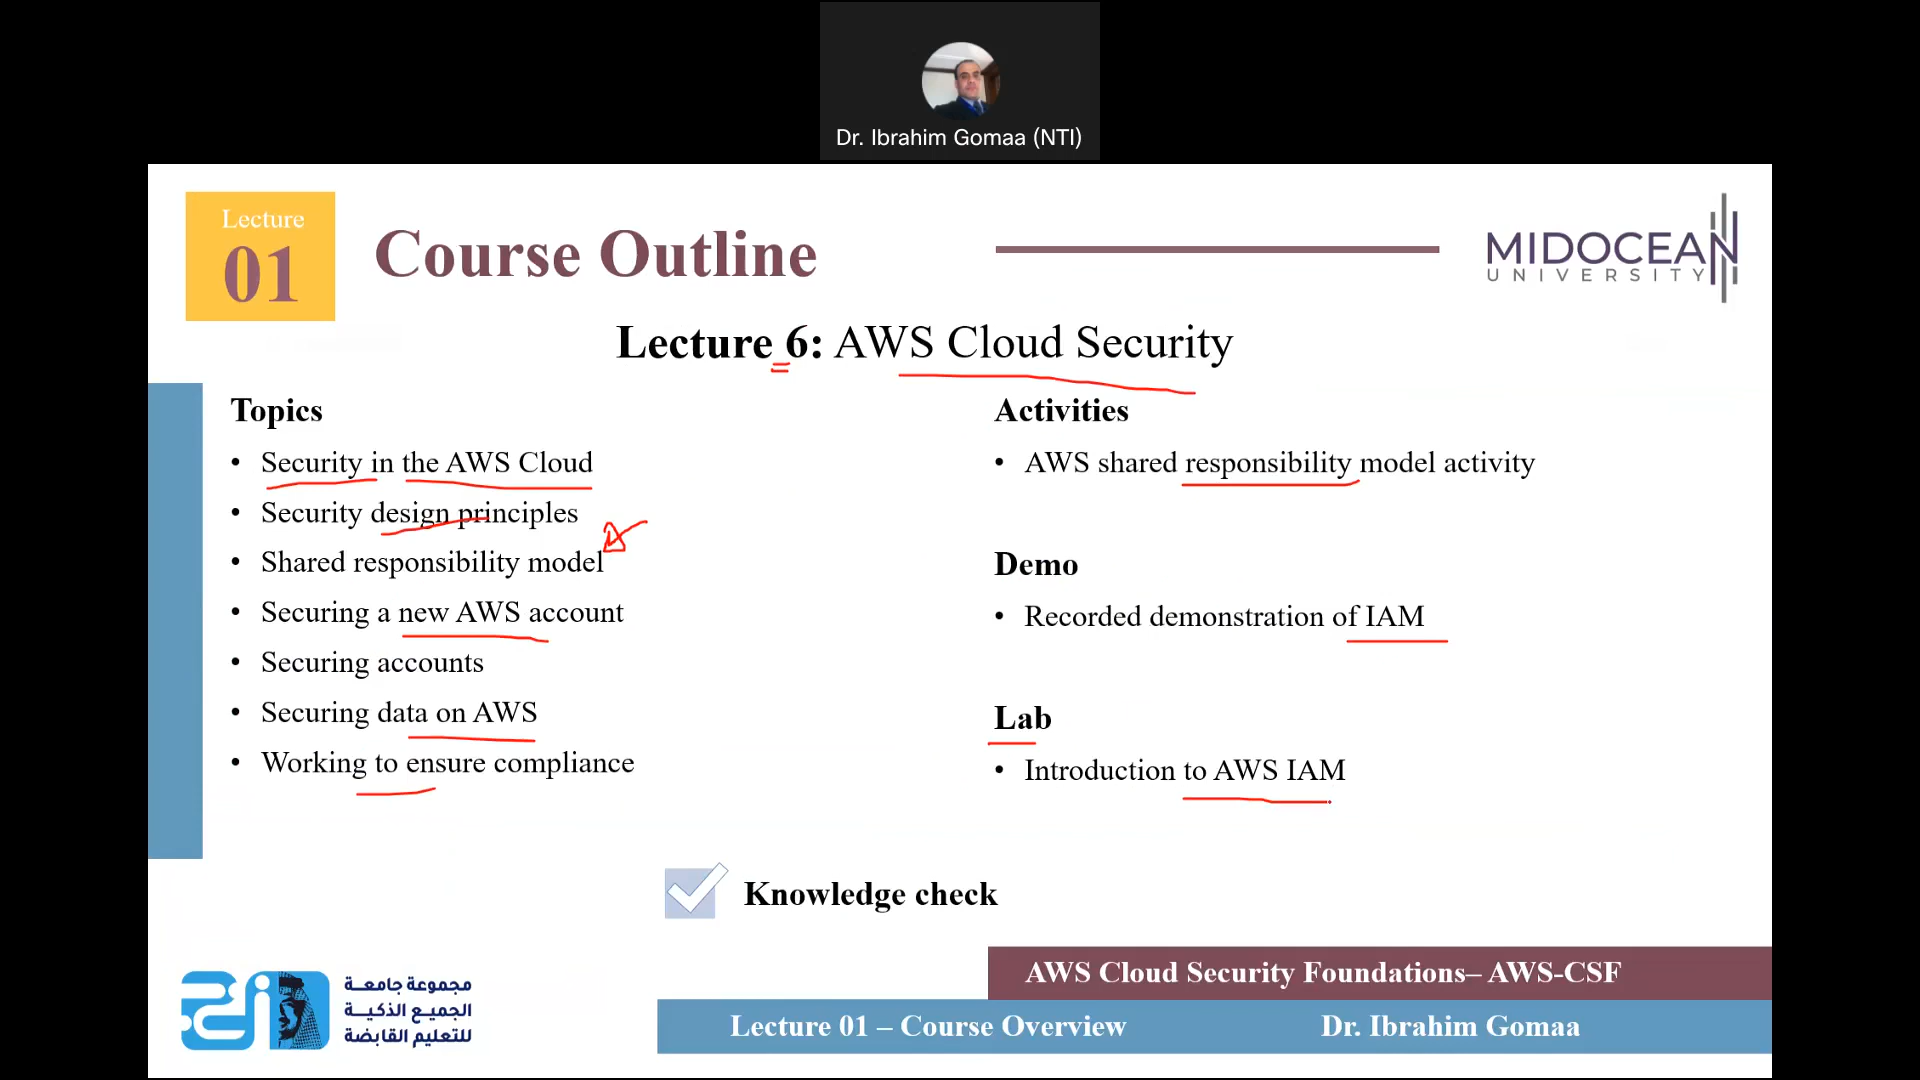 Dr. Ibrahim Gomaa (NTI)
Lecture
01
Course Outline
MIDOCEAN
UNIVERSITY
Lecture 6: AWS Cloud Security
Topics
• Security in the AWS Cloud
• Security design principles
• Shared responsibility model
• Securing a new AWS account
• Securing accounts
• Securing data on AWS
• Working to ensure compliance
Activities
• AWS shared responsibility model activity
Demo
• Recorded demonstration of IAM
Lab
• Introduction to AWS IAM
Knowledge check
مجموعة جامعة
الجميع الذكية
للتعليم القابضة
AWS Cloud Security Foundations– AWS-CSF
Lecture 01 – Course Overview
Dr. Ibrahim Gomaa